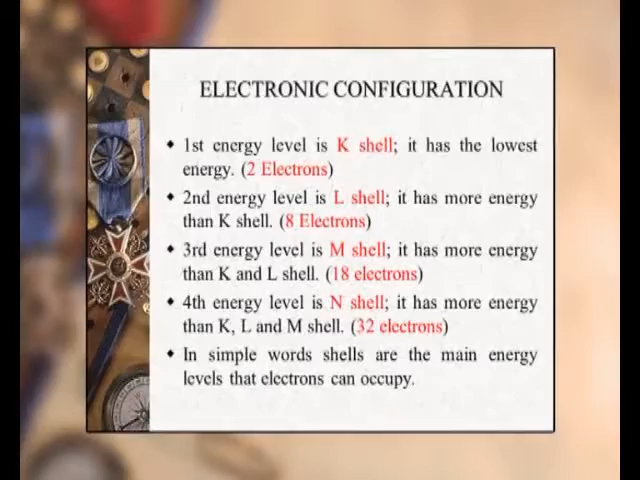 ELECTRONIC CONFIGURATION
1st energy level is K shell; it has the lowest
energy. (2 Electrons)
2nd energy level is L shell; it has more energy
than K shell. (8 Electrons)
3rd energy level is M shell; it has more energy
than K and L shell. (18 electrons)
4th energy level is N shell; it has more energy
than K, L and M shell. (32 electrons)
In simple words shells are the main energy
levels that electrons can occupy.